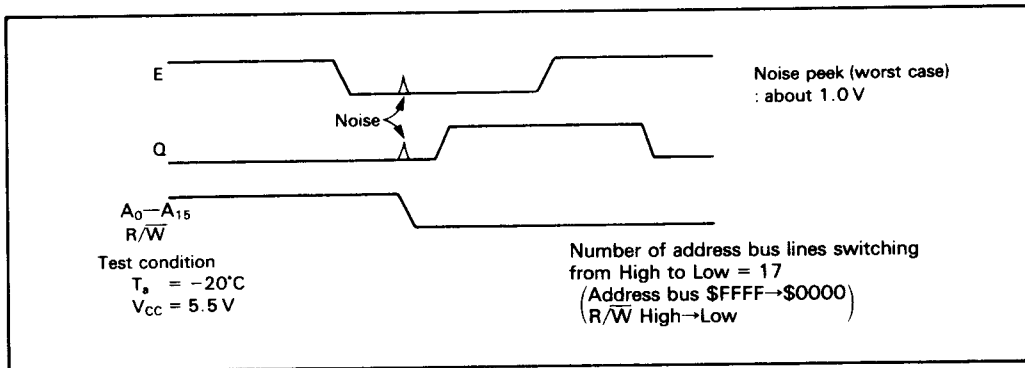 E
Noise peek (worst case)
: about 1.0 V
Noise
Q
A₀—A₁₅
R/W̅
Test condition
Tₐ = −20°C
V_CC = 5.5 V
Number of address bus lines switching
from High to Low = 17
(Address bus $FFFF→$0000)
R/W̅ High→Low